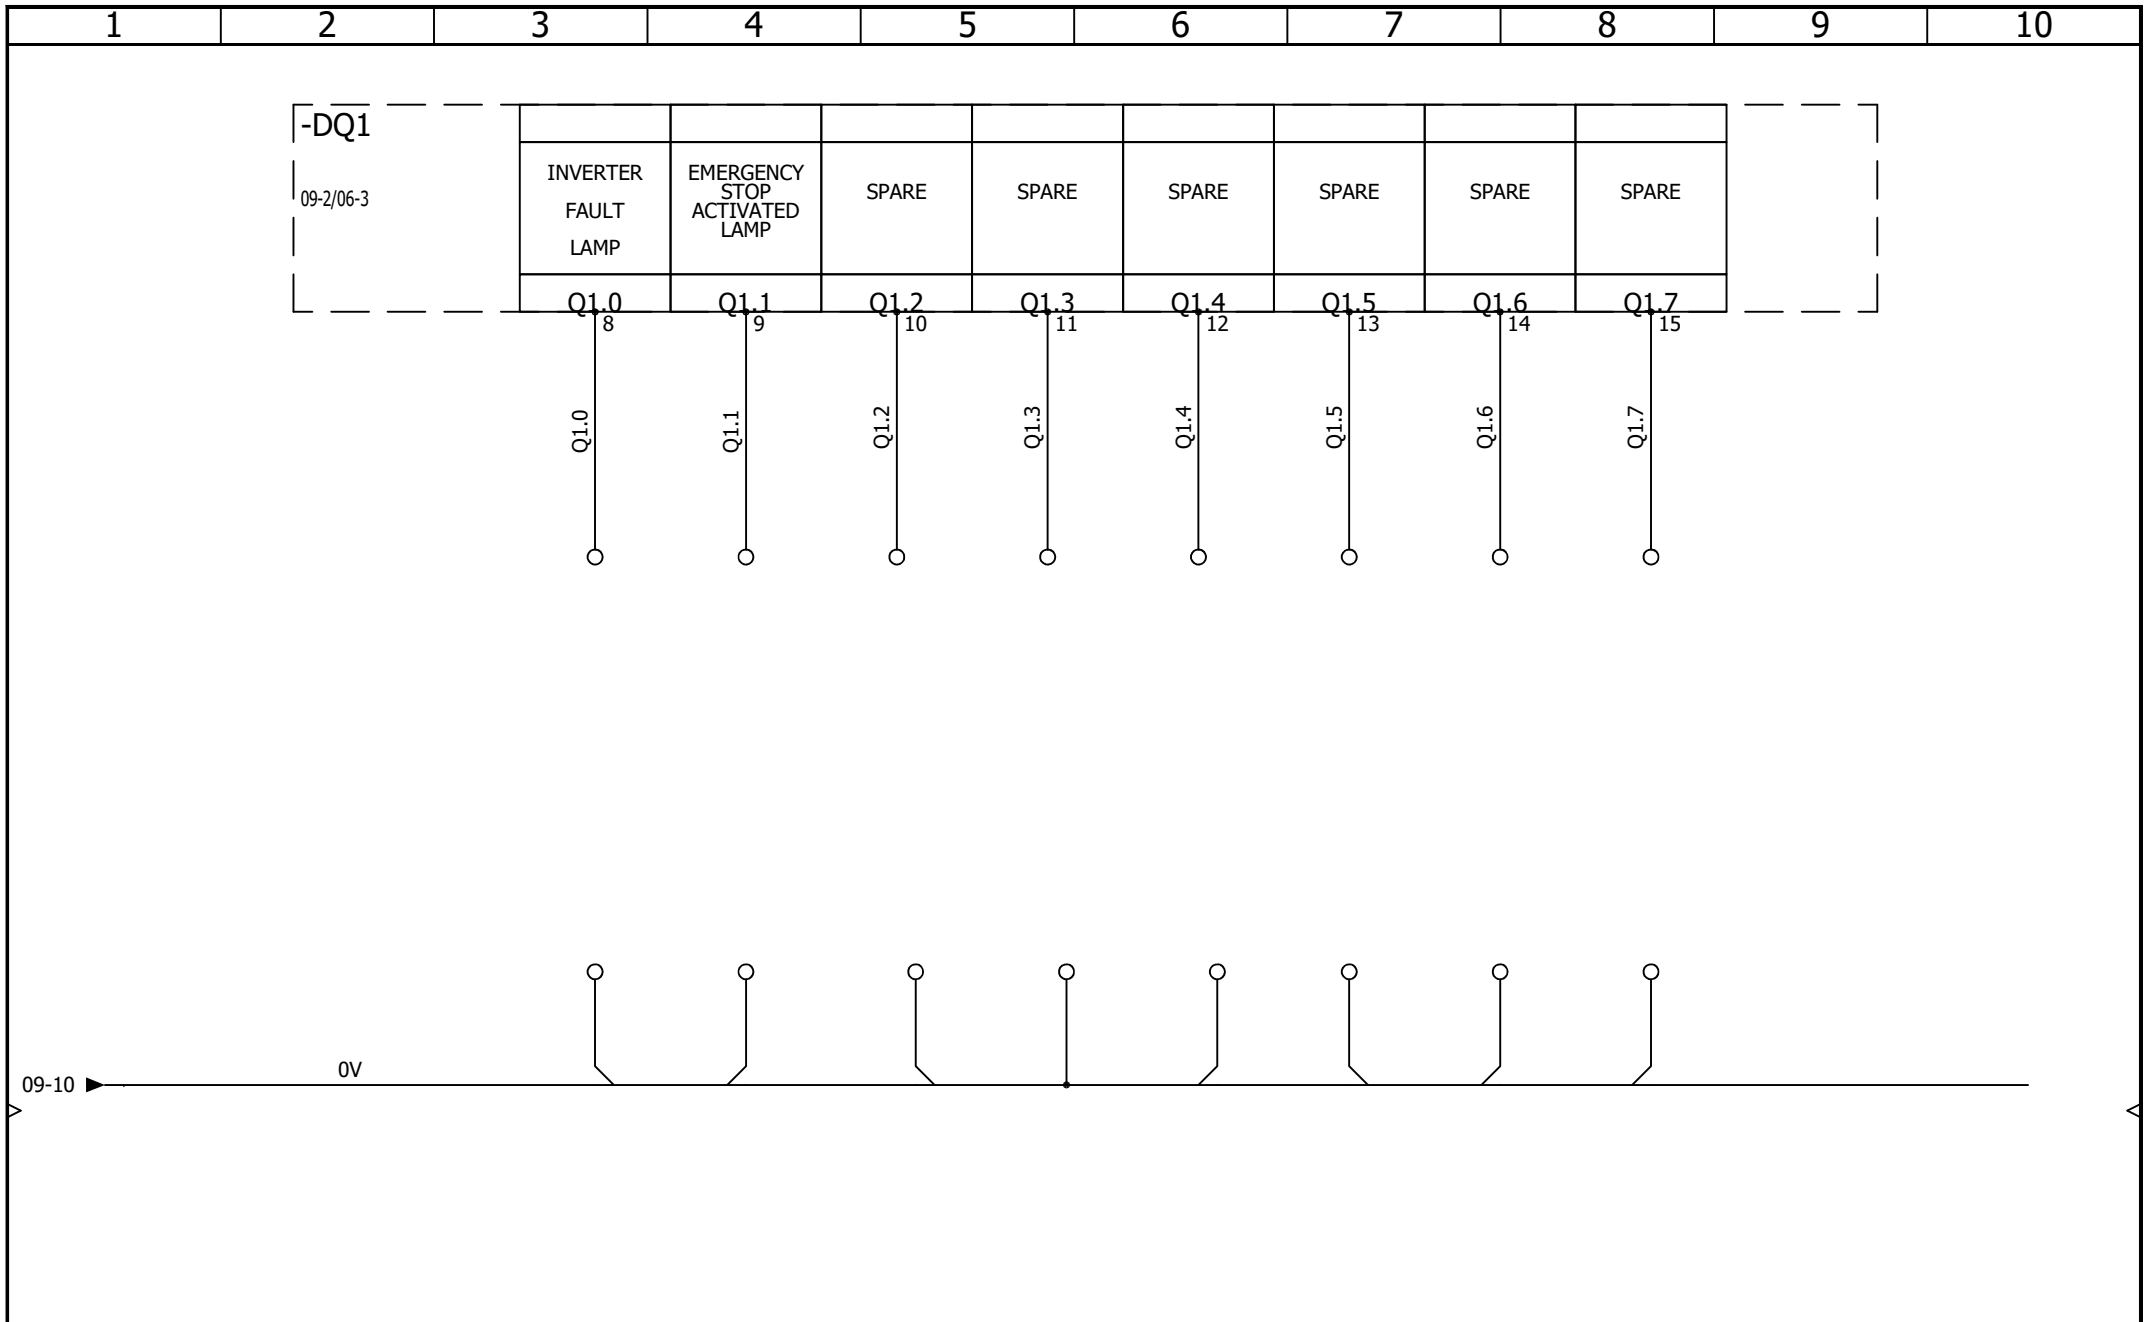 1 2 3 4 5 6 7 8 9 10
-DQ1
09-2/06-3
INVERTER
FAULT
LAMP
EMERGENCY
STOP
ACTIVATED
LAMP
SPARE
SPARE
SPARE
SPARE
SPARE
SPARE
Q1.0 Q1.1 Q1.2 Q1.3 Q1.4 Q1.5 Q1.6 Q1.7
8 9 10 11 12 13 14 15
Q1.0
Q1.1
Q1.2
Q1.3
Q1.4
Q1.5
Q1.6
Q1.7
0V
09-10